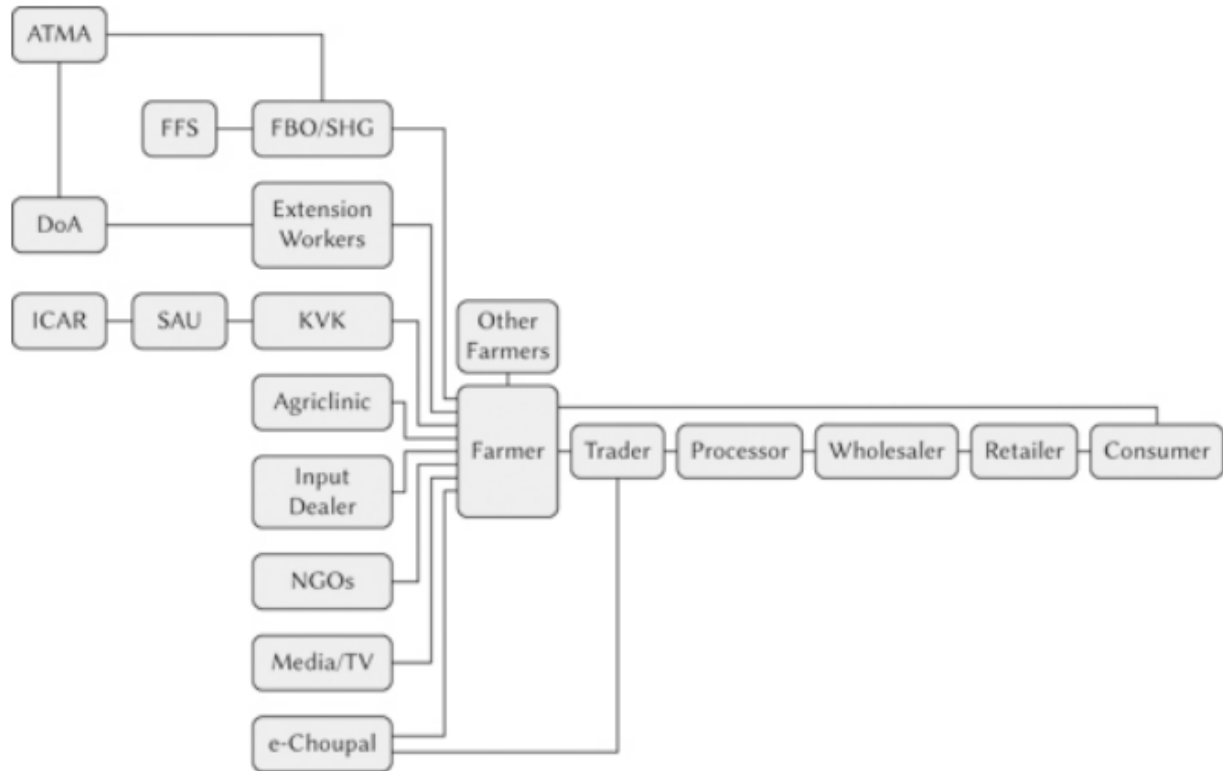 ATMA
FFS
FBO/SHG
DoA
Extension
Workers
ICAR
SAU
KVK
Other
Farmers
Agriclinic
Farmer
Trader
Processor
Wholesaler
Retailer
Consumer
Input
Dealer
NGOs
Media/TV
e-Choupal